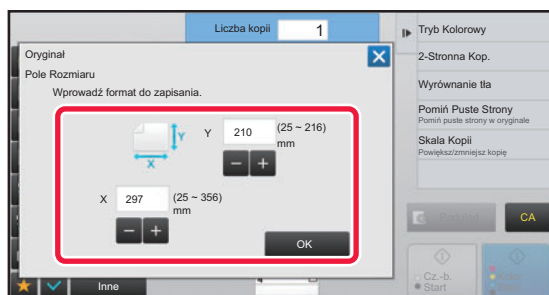 Liczba kopii 1
Oryginał
Pole Rozmiaru
Wprowadź format do zapisania.
Y
X
Y 210 (25 ~ 216)
mm
X 297 (25 ~ 356)
mm
OK
Inne
Tryb Kolorowy
2-Stronna Kop.
Wyrównanie tła
Pomiń Puste Strony
Pomiń puste strony w oryginale
Skala Kopii
Powiększ/zmniejsz kopię
CA
Cz.-b.
Start